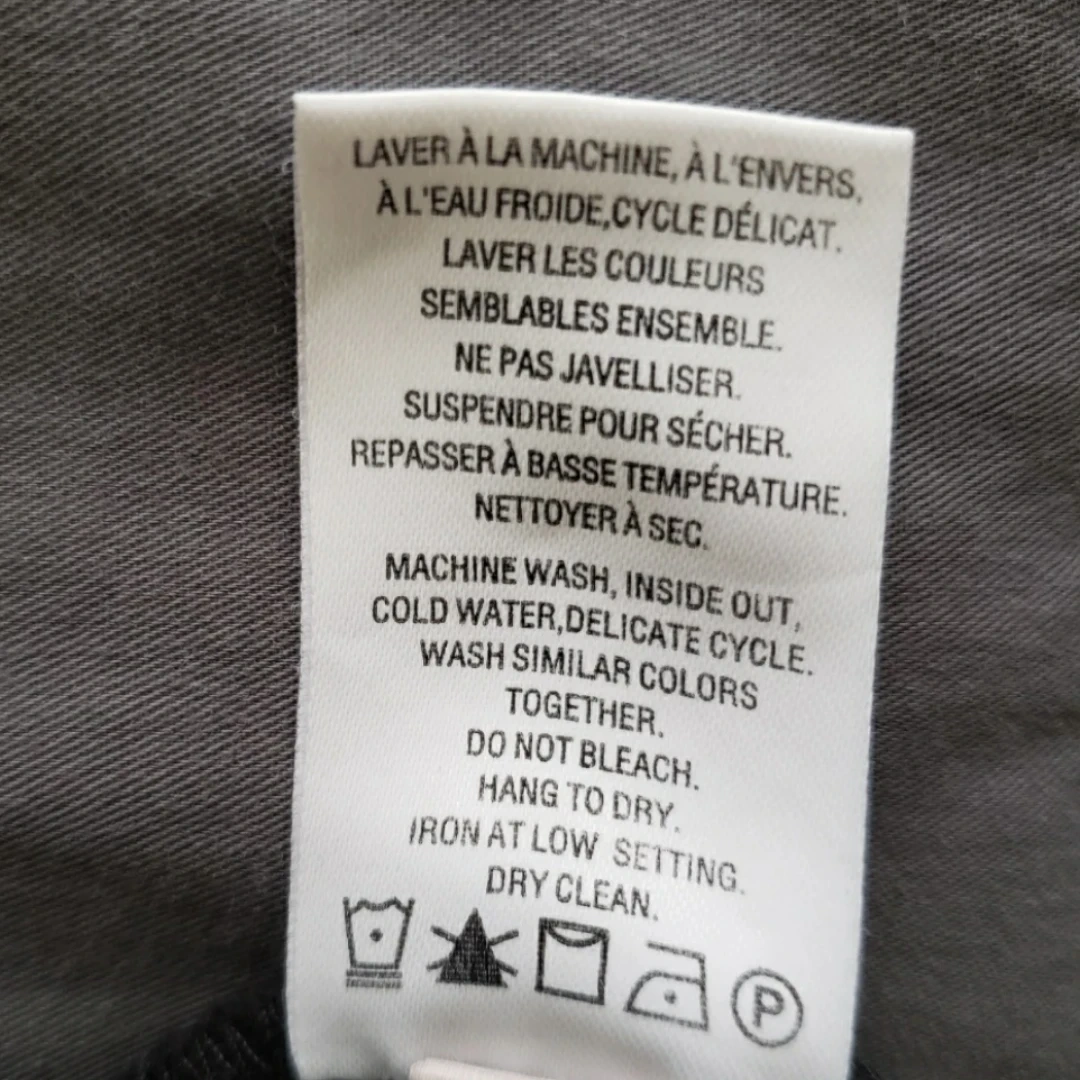 LAVER À LA MACHINE, À L'ENVERS,
À L'EAU FROIDE,CYCLE DÉLICAT.
LAVER LES COULEURS
SEMBLABLES ENSEMBLE.
NE PAS JAVELLISER.
SUSPENDRE POUR SÉCHER.
REPASSER À BASSE TEMPÉRATURE.
NETTOYER À SEC.
MACHINE WASH, INSIDE OUT,
COLD WATER,DELICATE CYCLE.
WASH SIMILAR COLORS
TOGETHER.
DO NOT BLEACH.
HANG TO DRY.
IRON AT LOW SETTING.
DRY CLEAN.
P